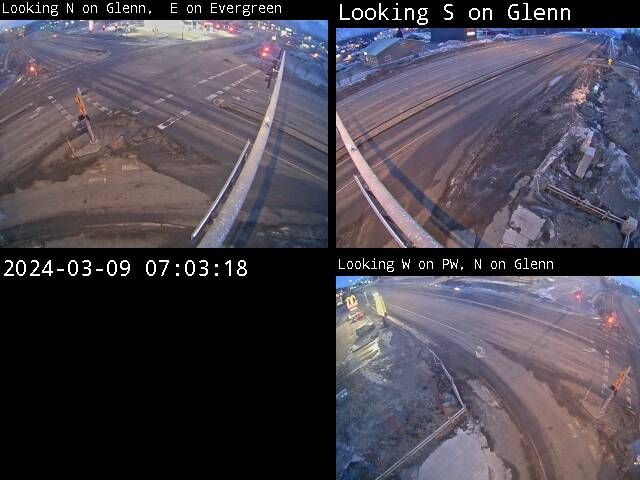 Looking N on Glenn,  E on Evergreen
Looking S on Glenn
2024-03-09 07:03:18
Looking W on PW, N on Glenn